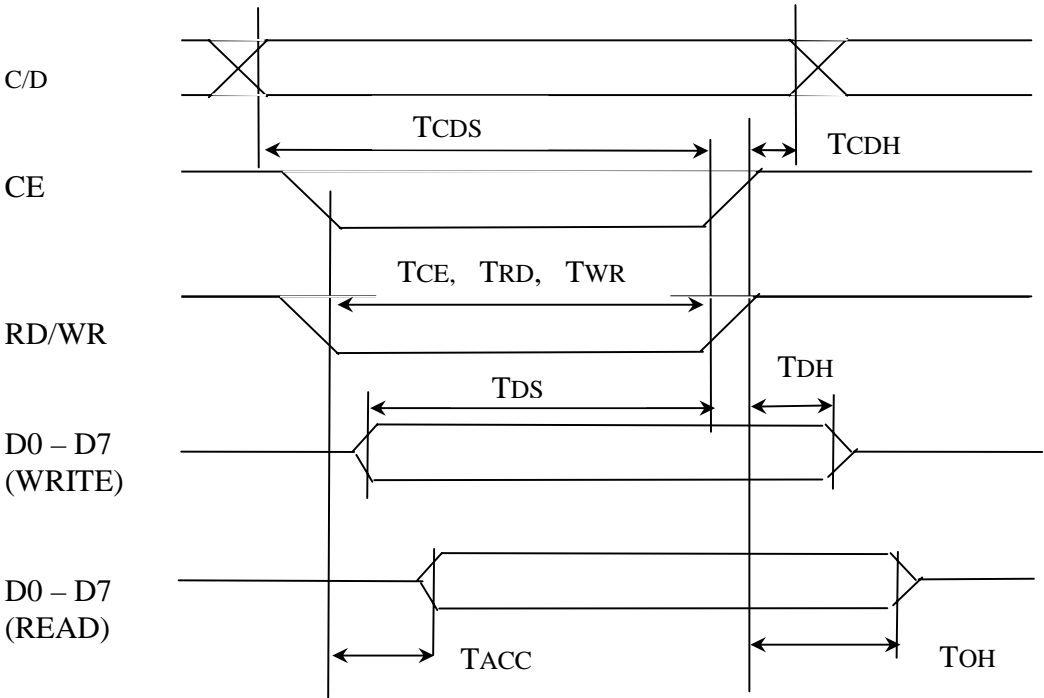 C/D
TCDS
TCDH
CE
TCE, TRD, TWR
RD/WR
TDH
TDS
D0 – D7
(WRITE)
D0 – D7
(READ)
TACC
TOH